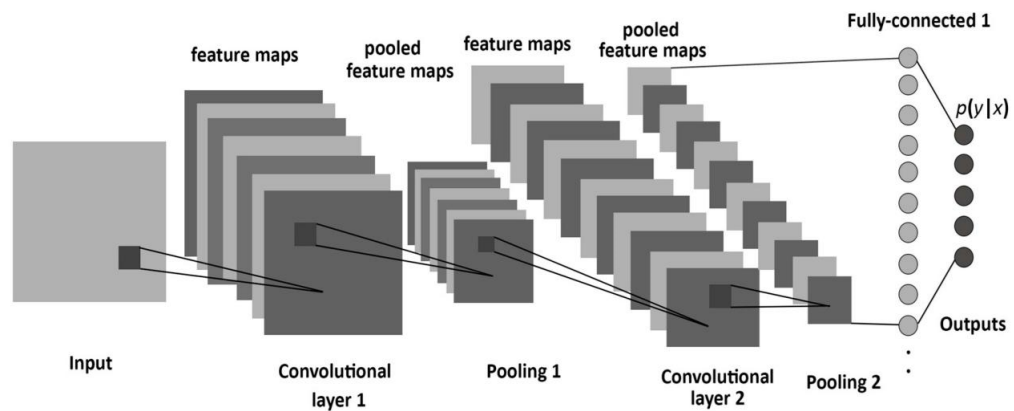 Fully-connected 1
feature maps
pooled
feature maps
feature maps
pooled
feature maps
p(y|x)
Input
Convolutional
layer 1
Pooling 1
Convolutional
layer 2
Pooling 2
Outputs